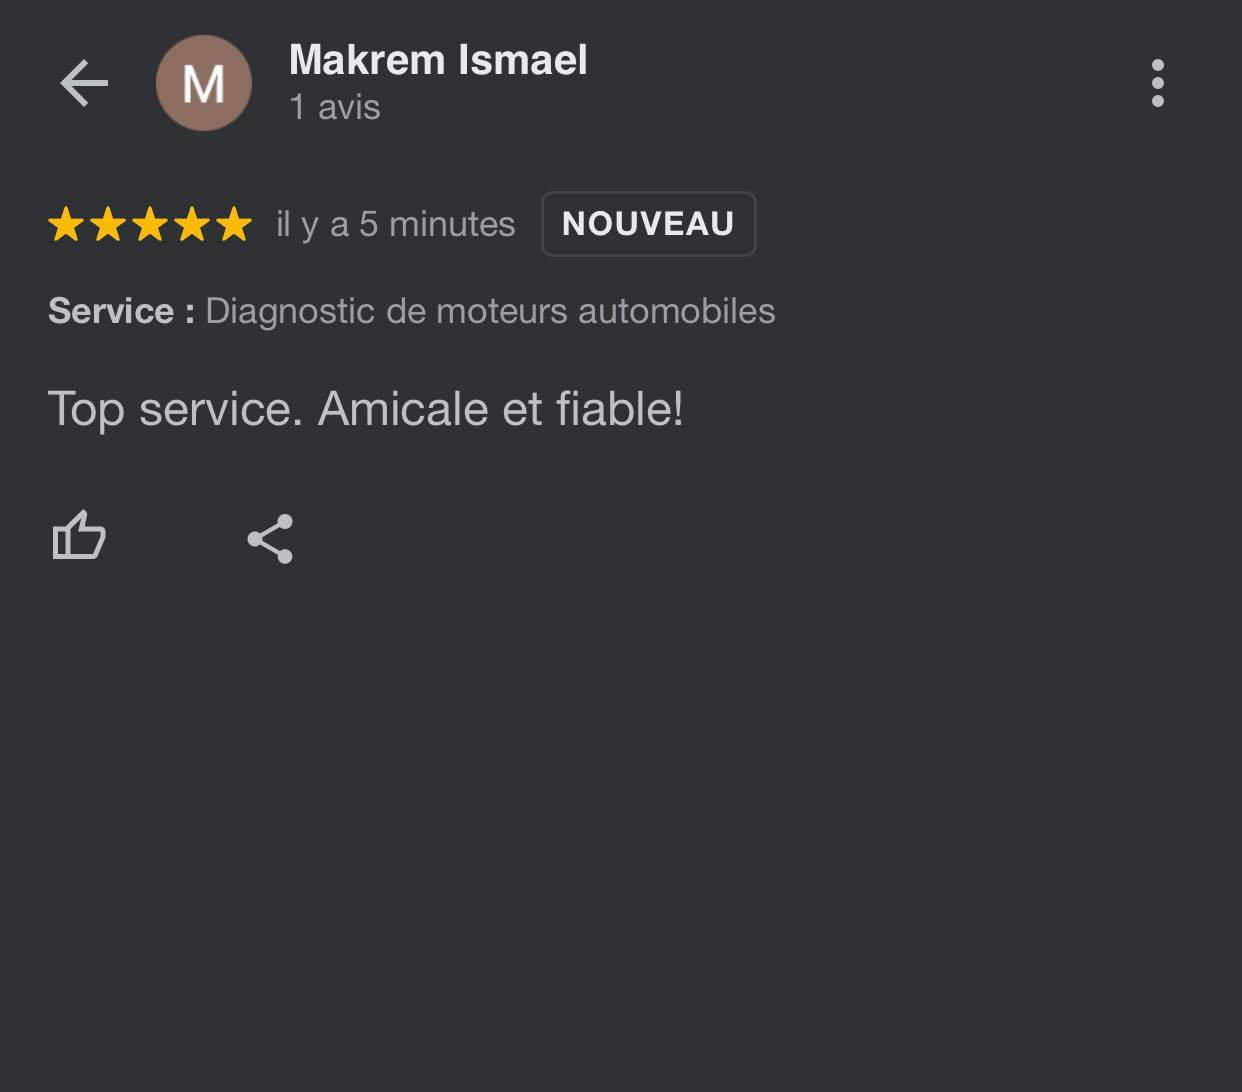 M
Makrem Ismael
1 avis
il y a 5 minutes NOUVEAU
Service : Diagnostic de moteurs automobiles
Top service. Amicale et fiable!